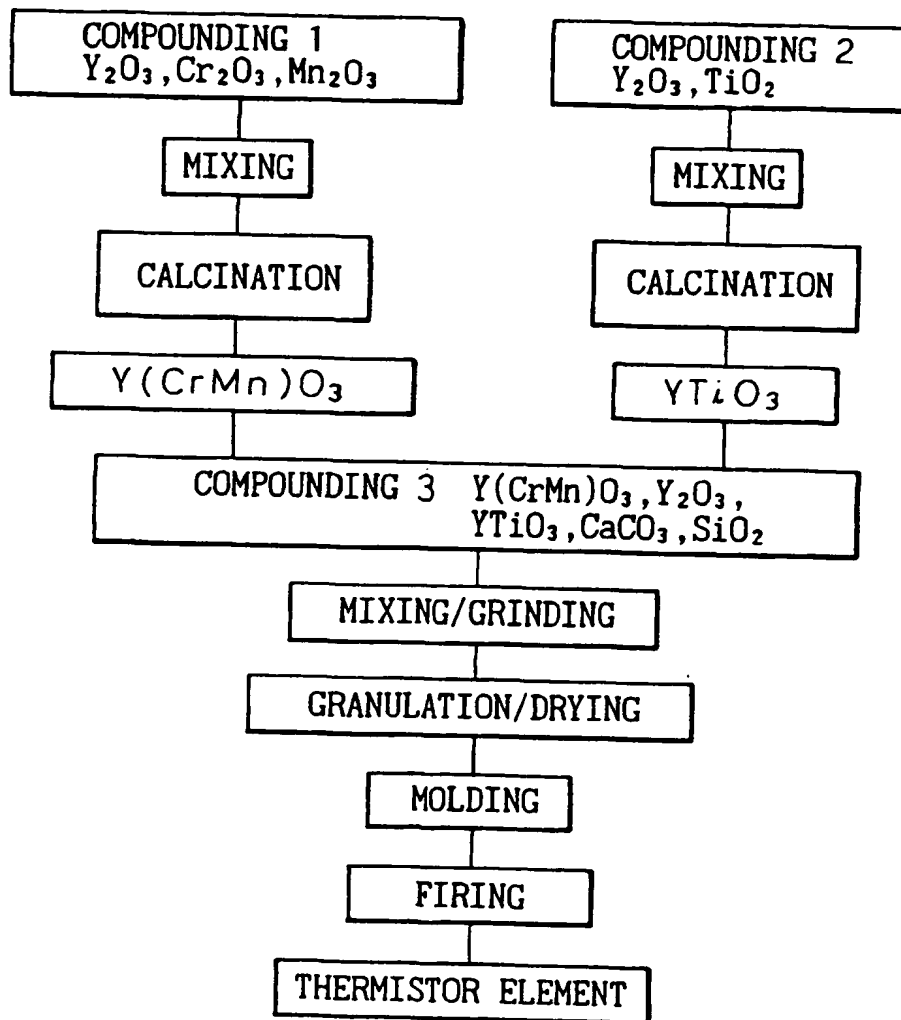 COMPOUNDING 1
Y₂O₃,Cr₂O₃,Mn₂O₃
COMPOUNDING 2
Y₂O₃,TiO₂
MIXING
MIXING
CALCINATION
CALCINATION
Y(CrMn)O₃
YTiO₃
COMPOUNDING 3 Y(CrMn)O₃,Y₂O₃,
YTiO₃,CaCO₃,SiO₂
MIXING/GRINDING
GRANULATION/DRYING
MOLDING
FIRING
THERMISTOR ELEMENT